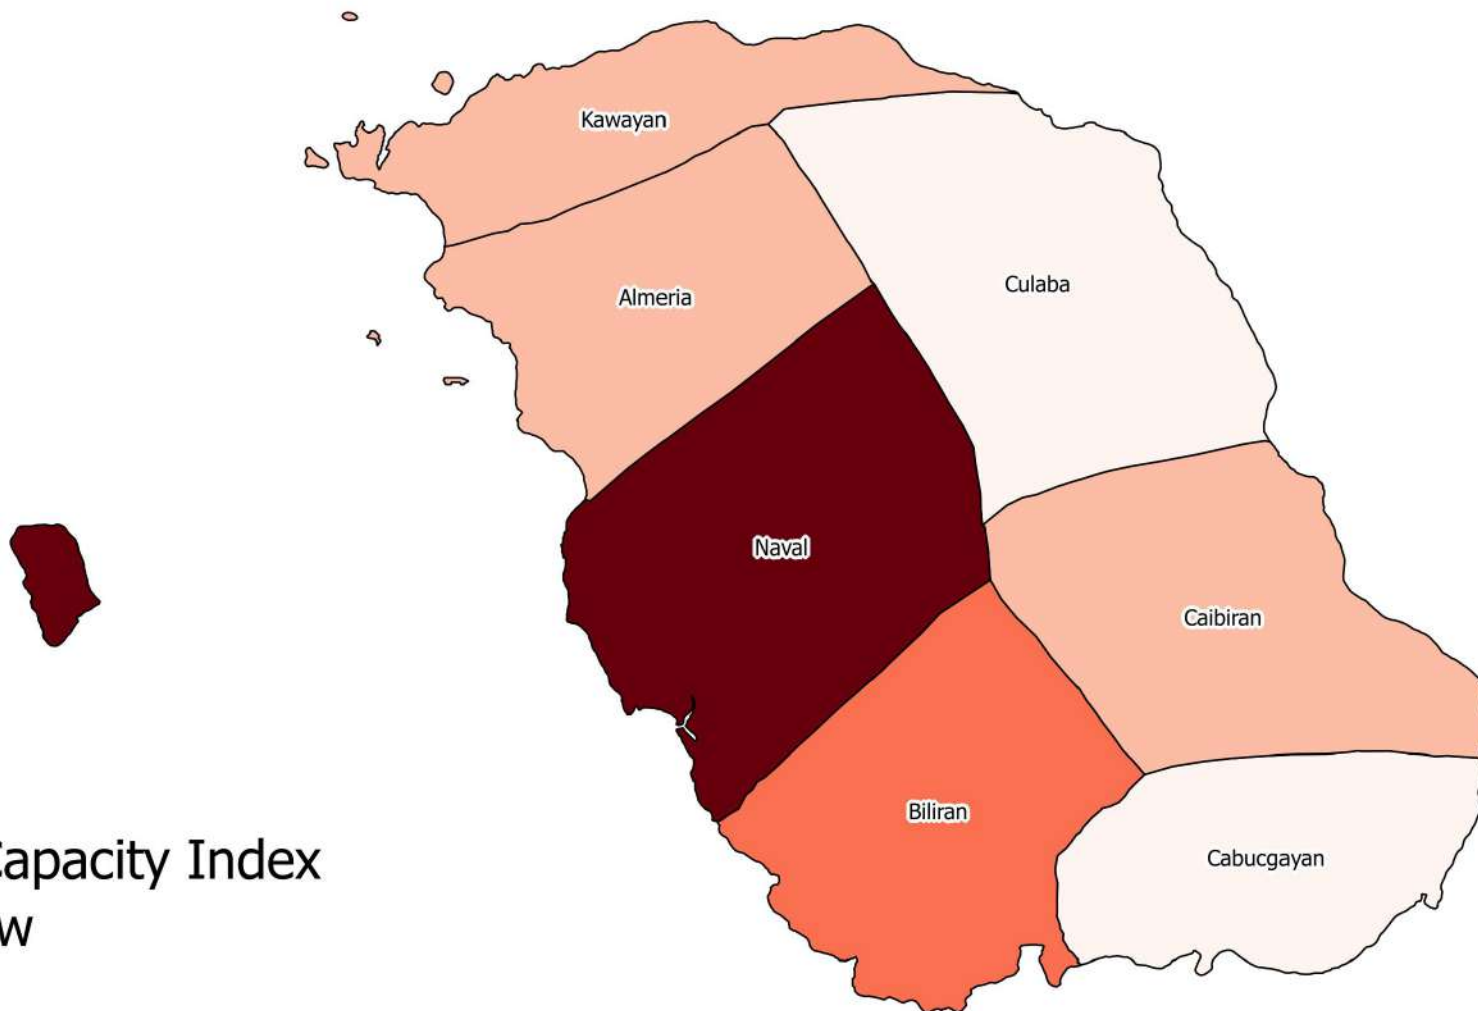 Kawayan
Almeria
Culaba
Naval
Caibiran
Biliran
Cabucgayan
Capacity Index